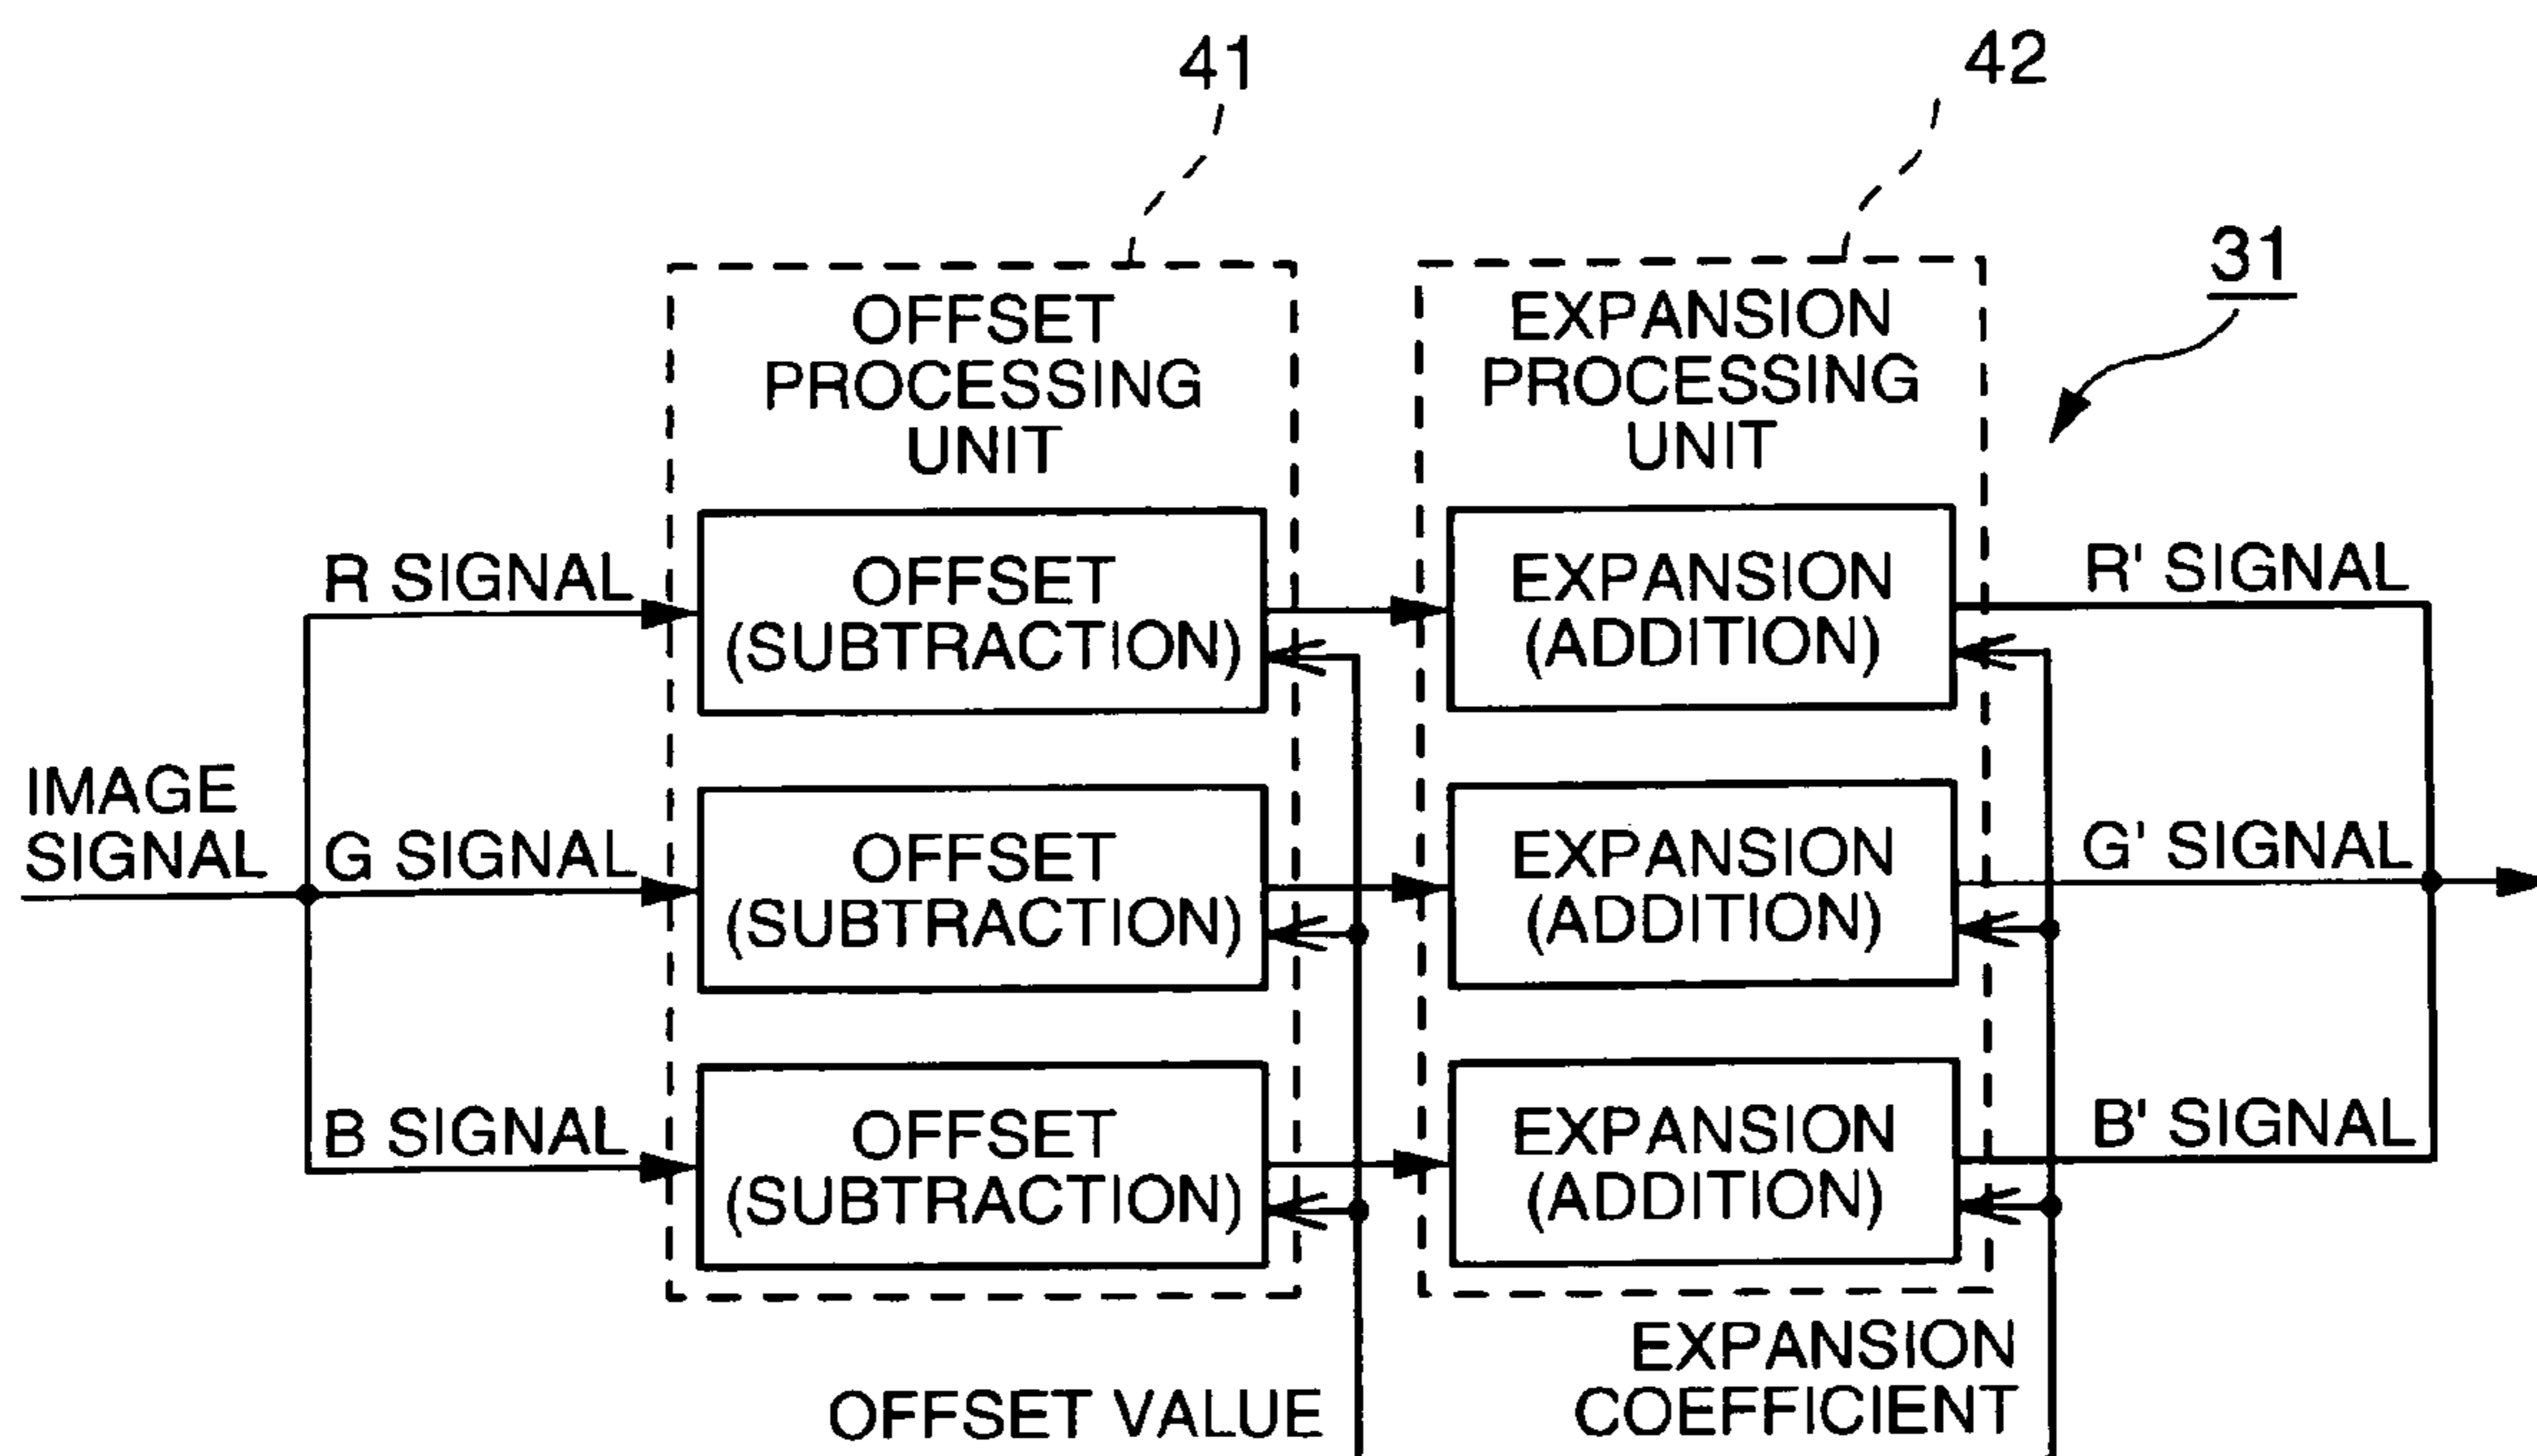 41
42
31
OFFSET
PROCESSING
UNIT
EXPANSION
PROCESSING
UNIT
R SIGNAL
OFFSET
(SUBTRACTION)
EXPANSION
(ADDITION)
R' SIGNAL
IMAGE
SIGNAL
G SIGNAL
OFFSET
(SUBTRACTION)
EXPANSION
(ADDITION)
G' SIGNAL
B SIGNAL
OFFSET
(SUBTRACTION)
EXPANSION
(ADDITION)
B' SIGNAL
OFFSET VALUE
EXPANSION
COEFFICIENT